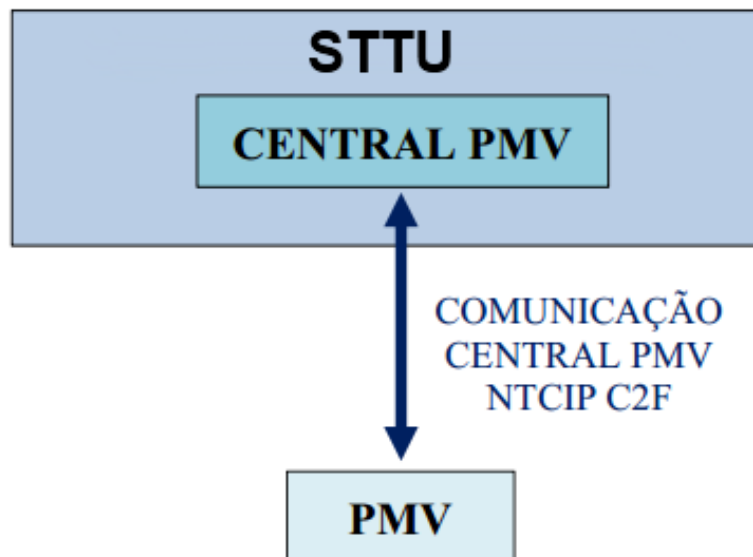 STTU
CENTRAL PMV
COMUNICAÇÃO
CENTRAL PMV
NTCIP C2F
PMV